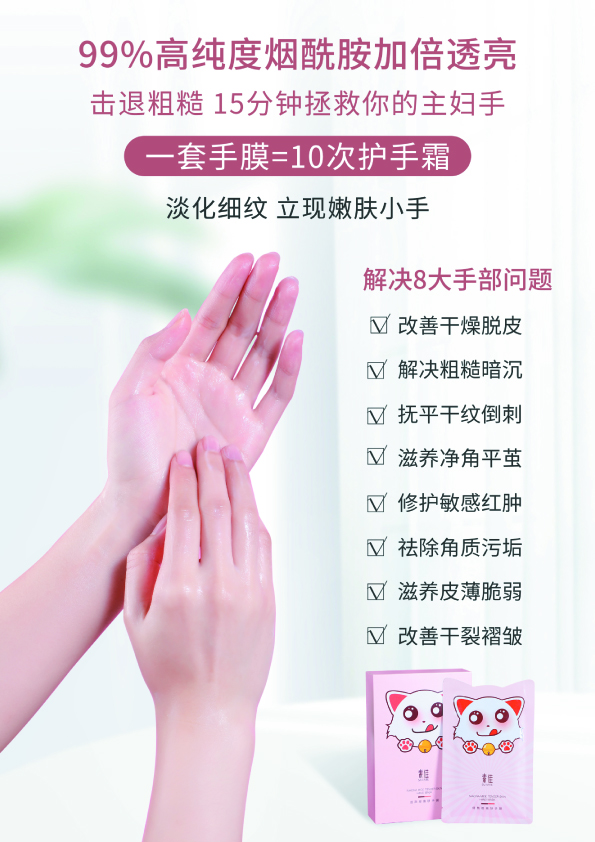 99%高纯度烟酰胺加倍透亮
击退粗糙 15分钟拯救你的主妇手
一套手膜=10次护手霜
淡化细纹 立现嫩肤小手
解决8大手部问题
改善干燥脱皮
解决粗糙暗沉
抚平干纹倒刺
滋养净角平茧
修护敏感红肿
祛除角质污垢
滋养皮薄脆弱
改善干裂褶皱